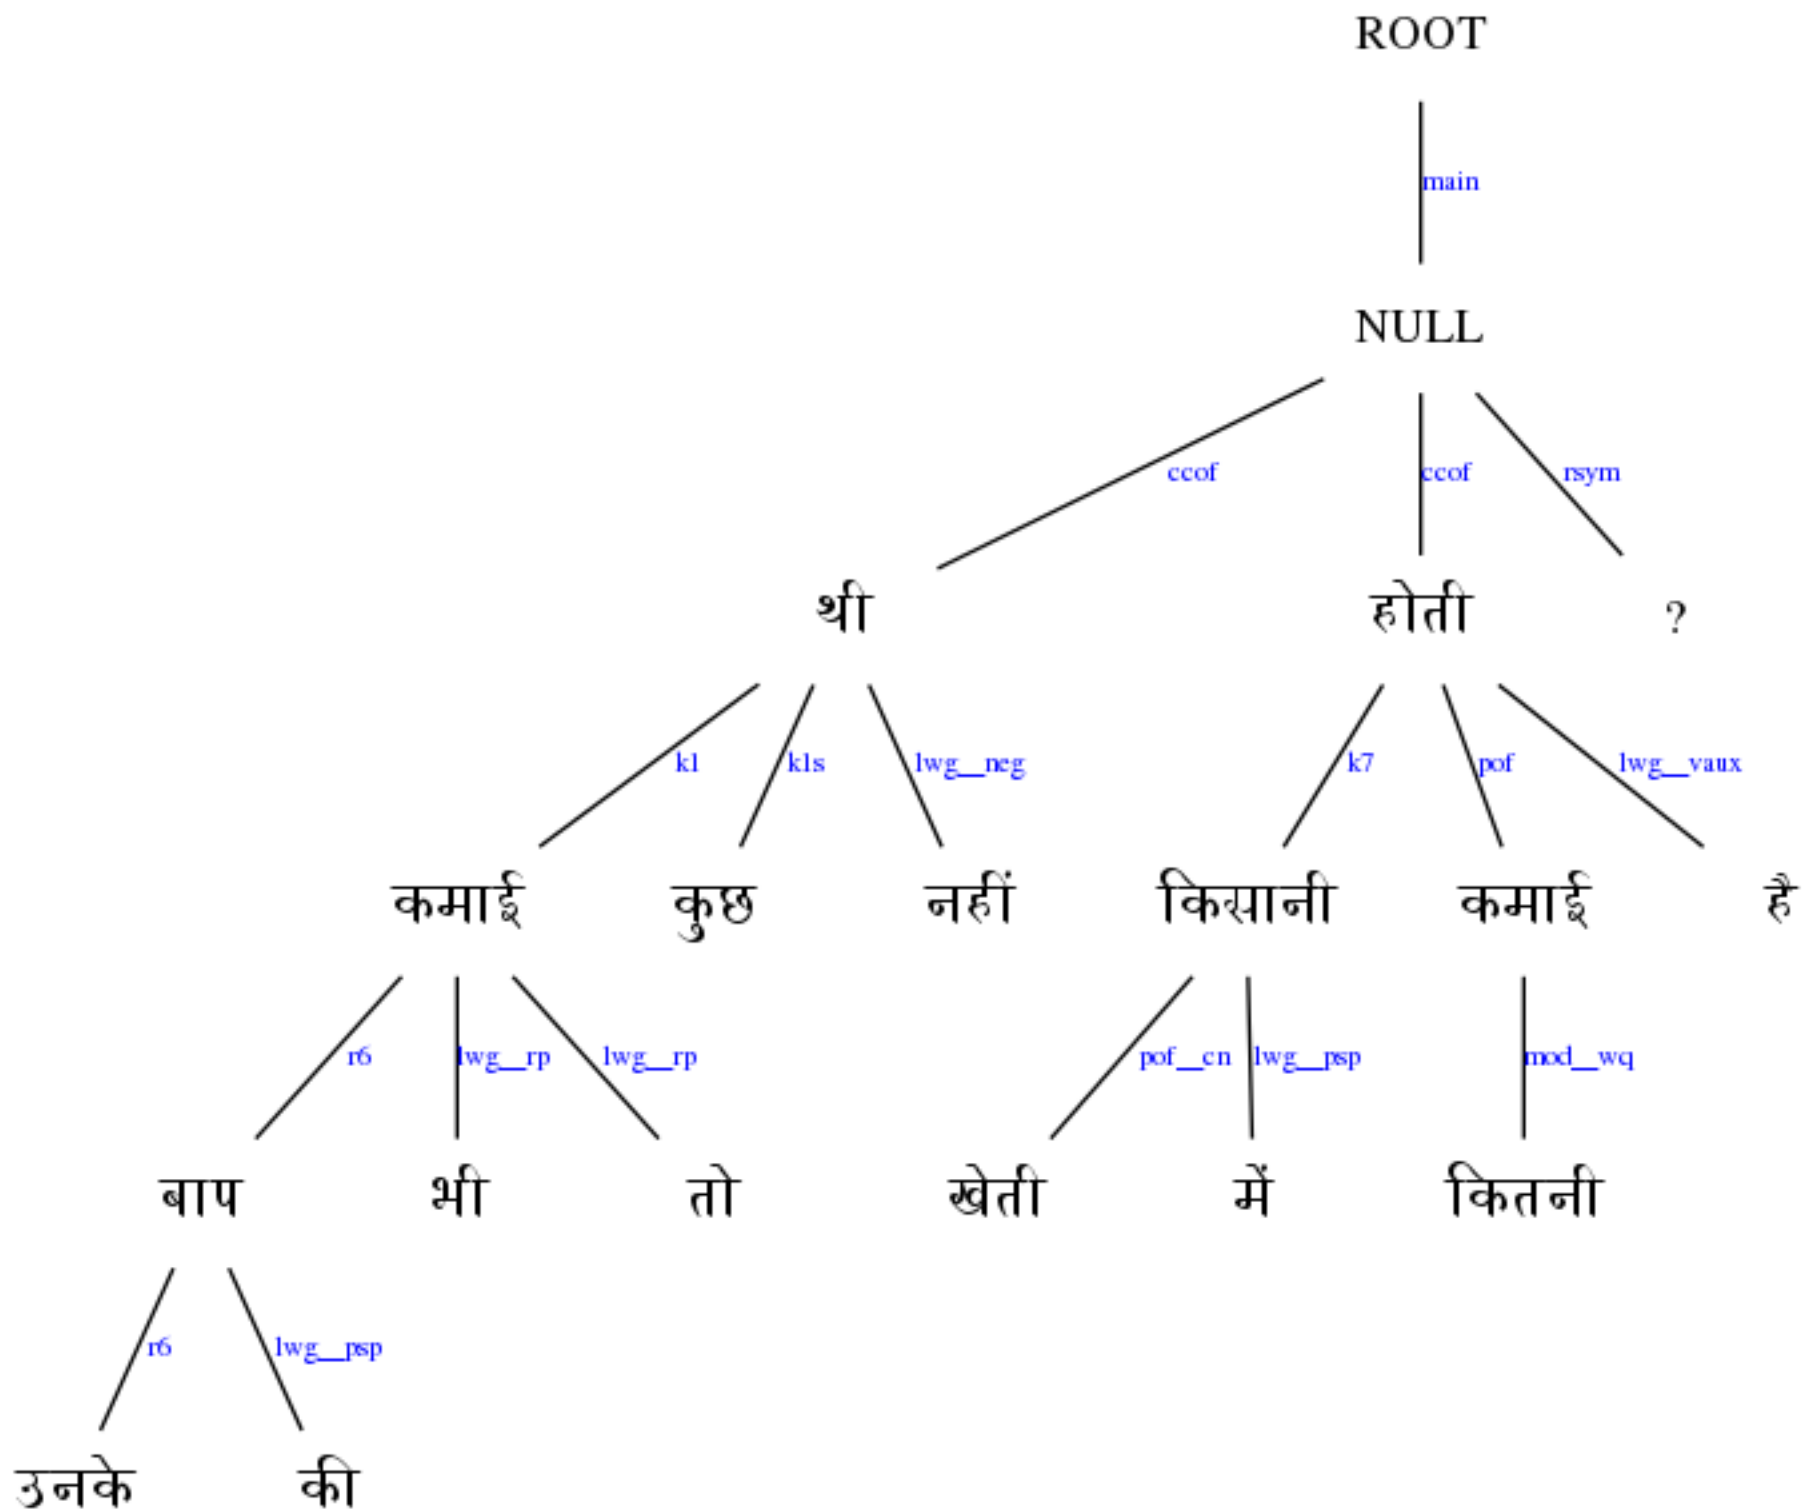 ROOT
main
NULL
ccof ccof rsym
थी होती ?
k1 k1s lwg__neg k7 pof lwg__vaux
कमाई कुछ नहीं किसानी कमाई है
r6 lwg__rp lwg__rp pof__cn lwg__psp mod__wq
बाप भी तो खेती में कितनी
r6 lwg__psp
उनके की